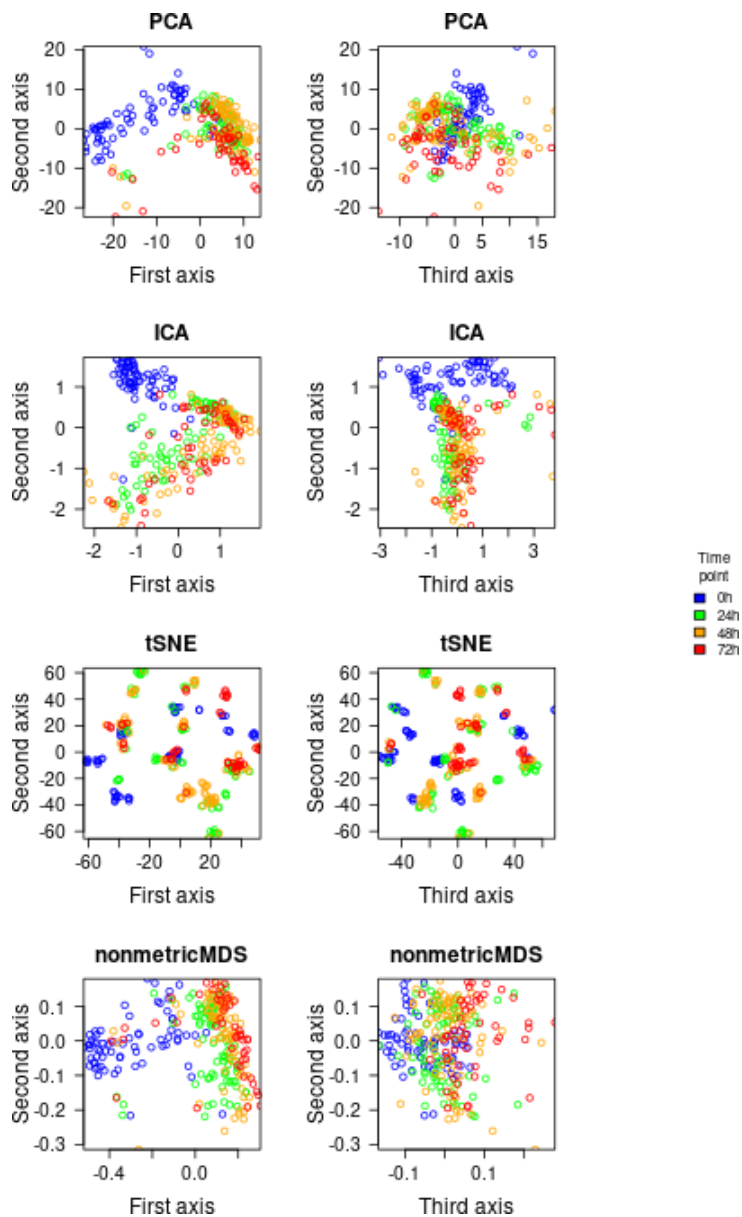 PCA
PCA
20
10
0
-10
-20
Second axis
-20
-10
0
10
First axis
20
10
0
-10
-20
Second axis
-10
0
5
15
Third axis
ICA
ICA
1
0
-1
-2
Second axis
-2
-1
0
1
First axis
1
0
-1
-2
Second axis
-3
-1
1
3
Third axis
Time
point
0h
24h
48h
72h
tSNE
tSNE
60
40
20
0
-20
-40
-60
Second axis
-60
-20
20
First axis
60
40
20
0
-20
-40
-60
Second axis
-40
0
40
Third axis
nonmetricMDS
nonmetricMDS
0.1
0.0
-0.1
-0.2
-0.3
Second axis
-0.4
0.0
First axis
0.1
0.0
-0.1
-0.2
-0.3
Second axis
-0.1
0.1
Third axis